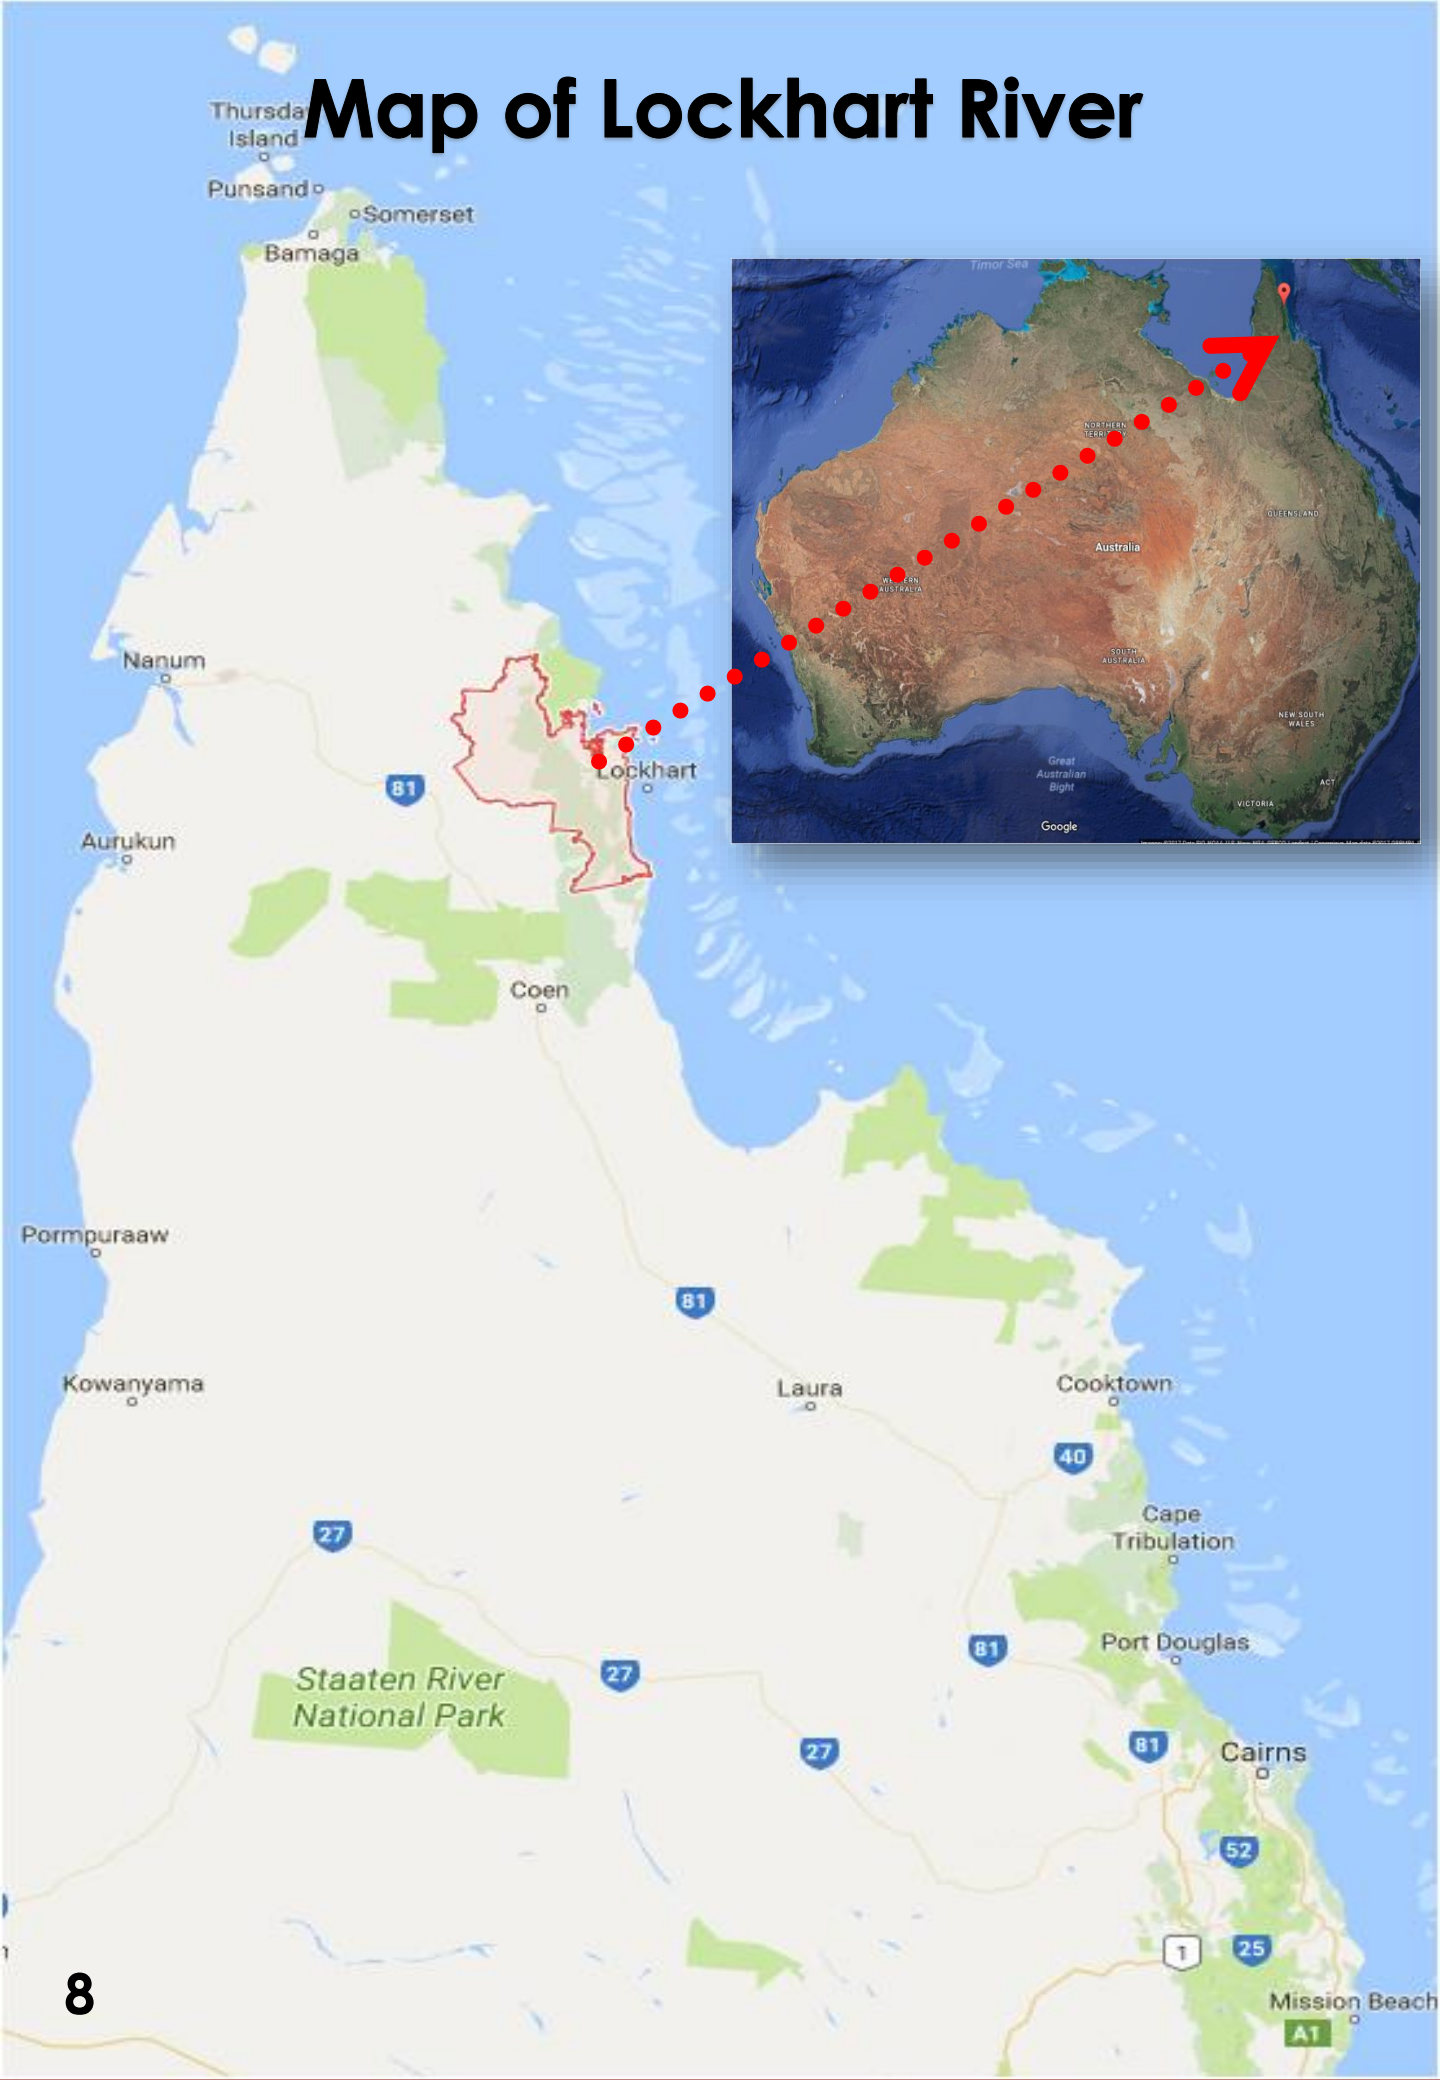 Map of Lockhart River
Island
Punsand
Somerset
Bamaga
Timor Sea
NORTHERN
QUEENSLAND
Australia
AUSTRALIA
SOUTH
AUSTRALIA
Nanum
NEW SOUTH
WALES
Lockhart
81
Great
Australian
Bight
ACT
VICTORIA
Google
Aurukun
Coen
Pormpuraaw
81
Kowanyama
Laura
Cooktown
40
Cape
Tribulation
27
81
Port Douglas
Staaten River
National Park
27
27
81
Cairns
52
1
25
8
Mission Beach
A1